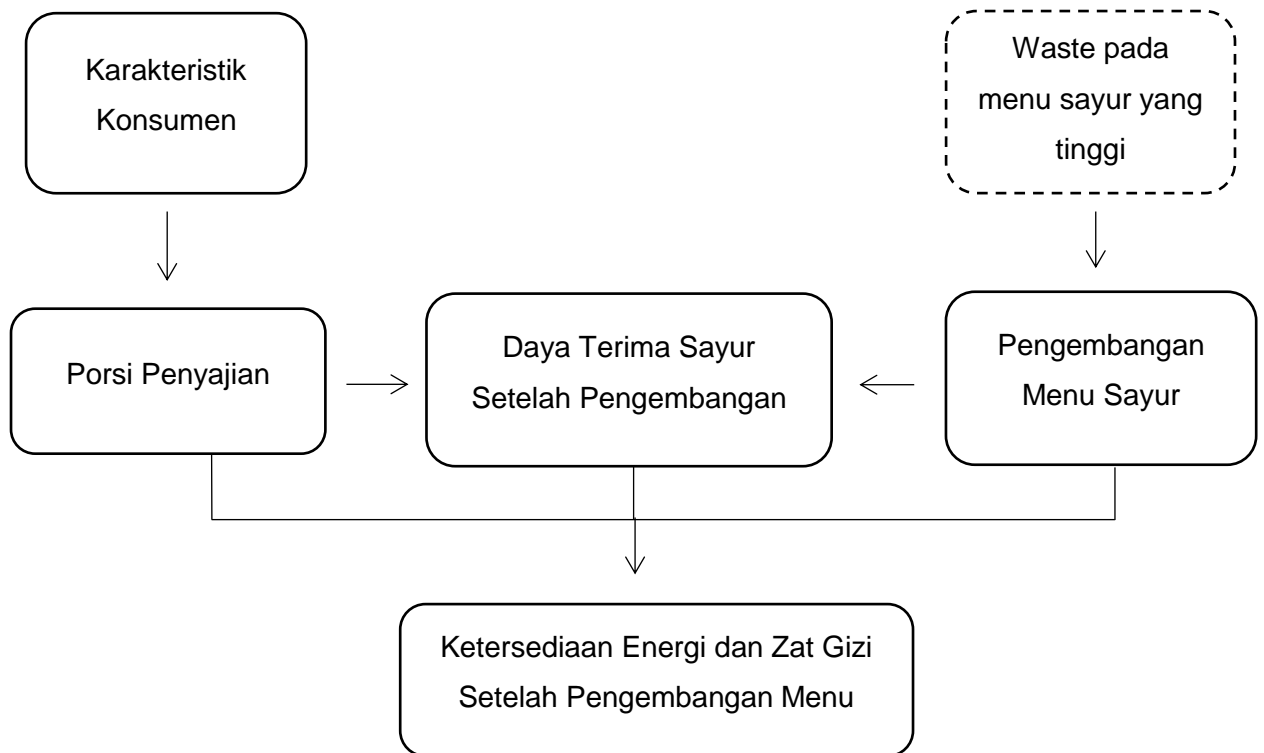 Karakteristik
Konsumen
Waste pada
menu sayur yang
tinggi
Porsi Penyajian
Daya Terima Sayur
Setelah Pengembangan
Pengembangan
Menu Sayur
Ketersediaan Energi dan Zat Gizi
Setelah Pengembangan Menu